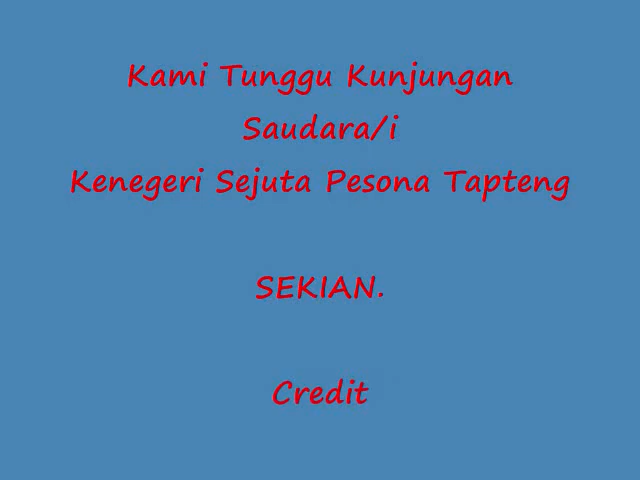 Kami Tunggu Kunjungan
Saudara/i
Kenegeri Sejuta Pesona Tapteng
SEKIAN.
Credit